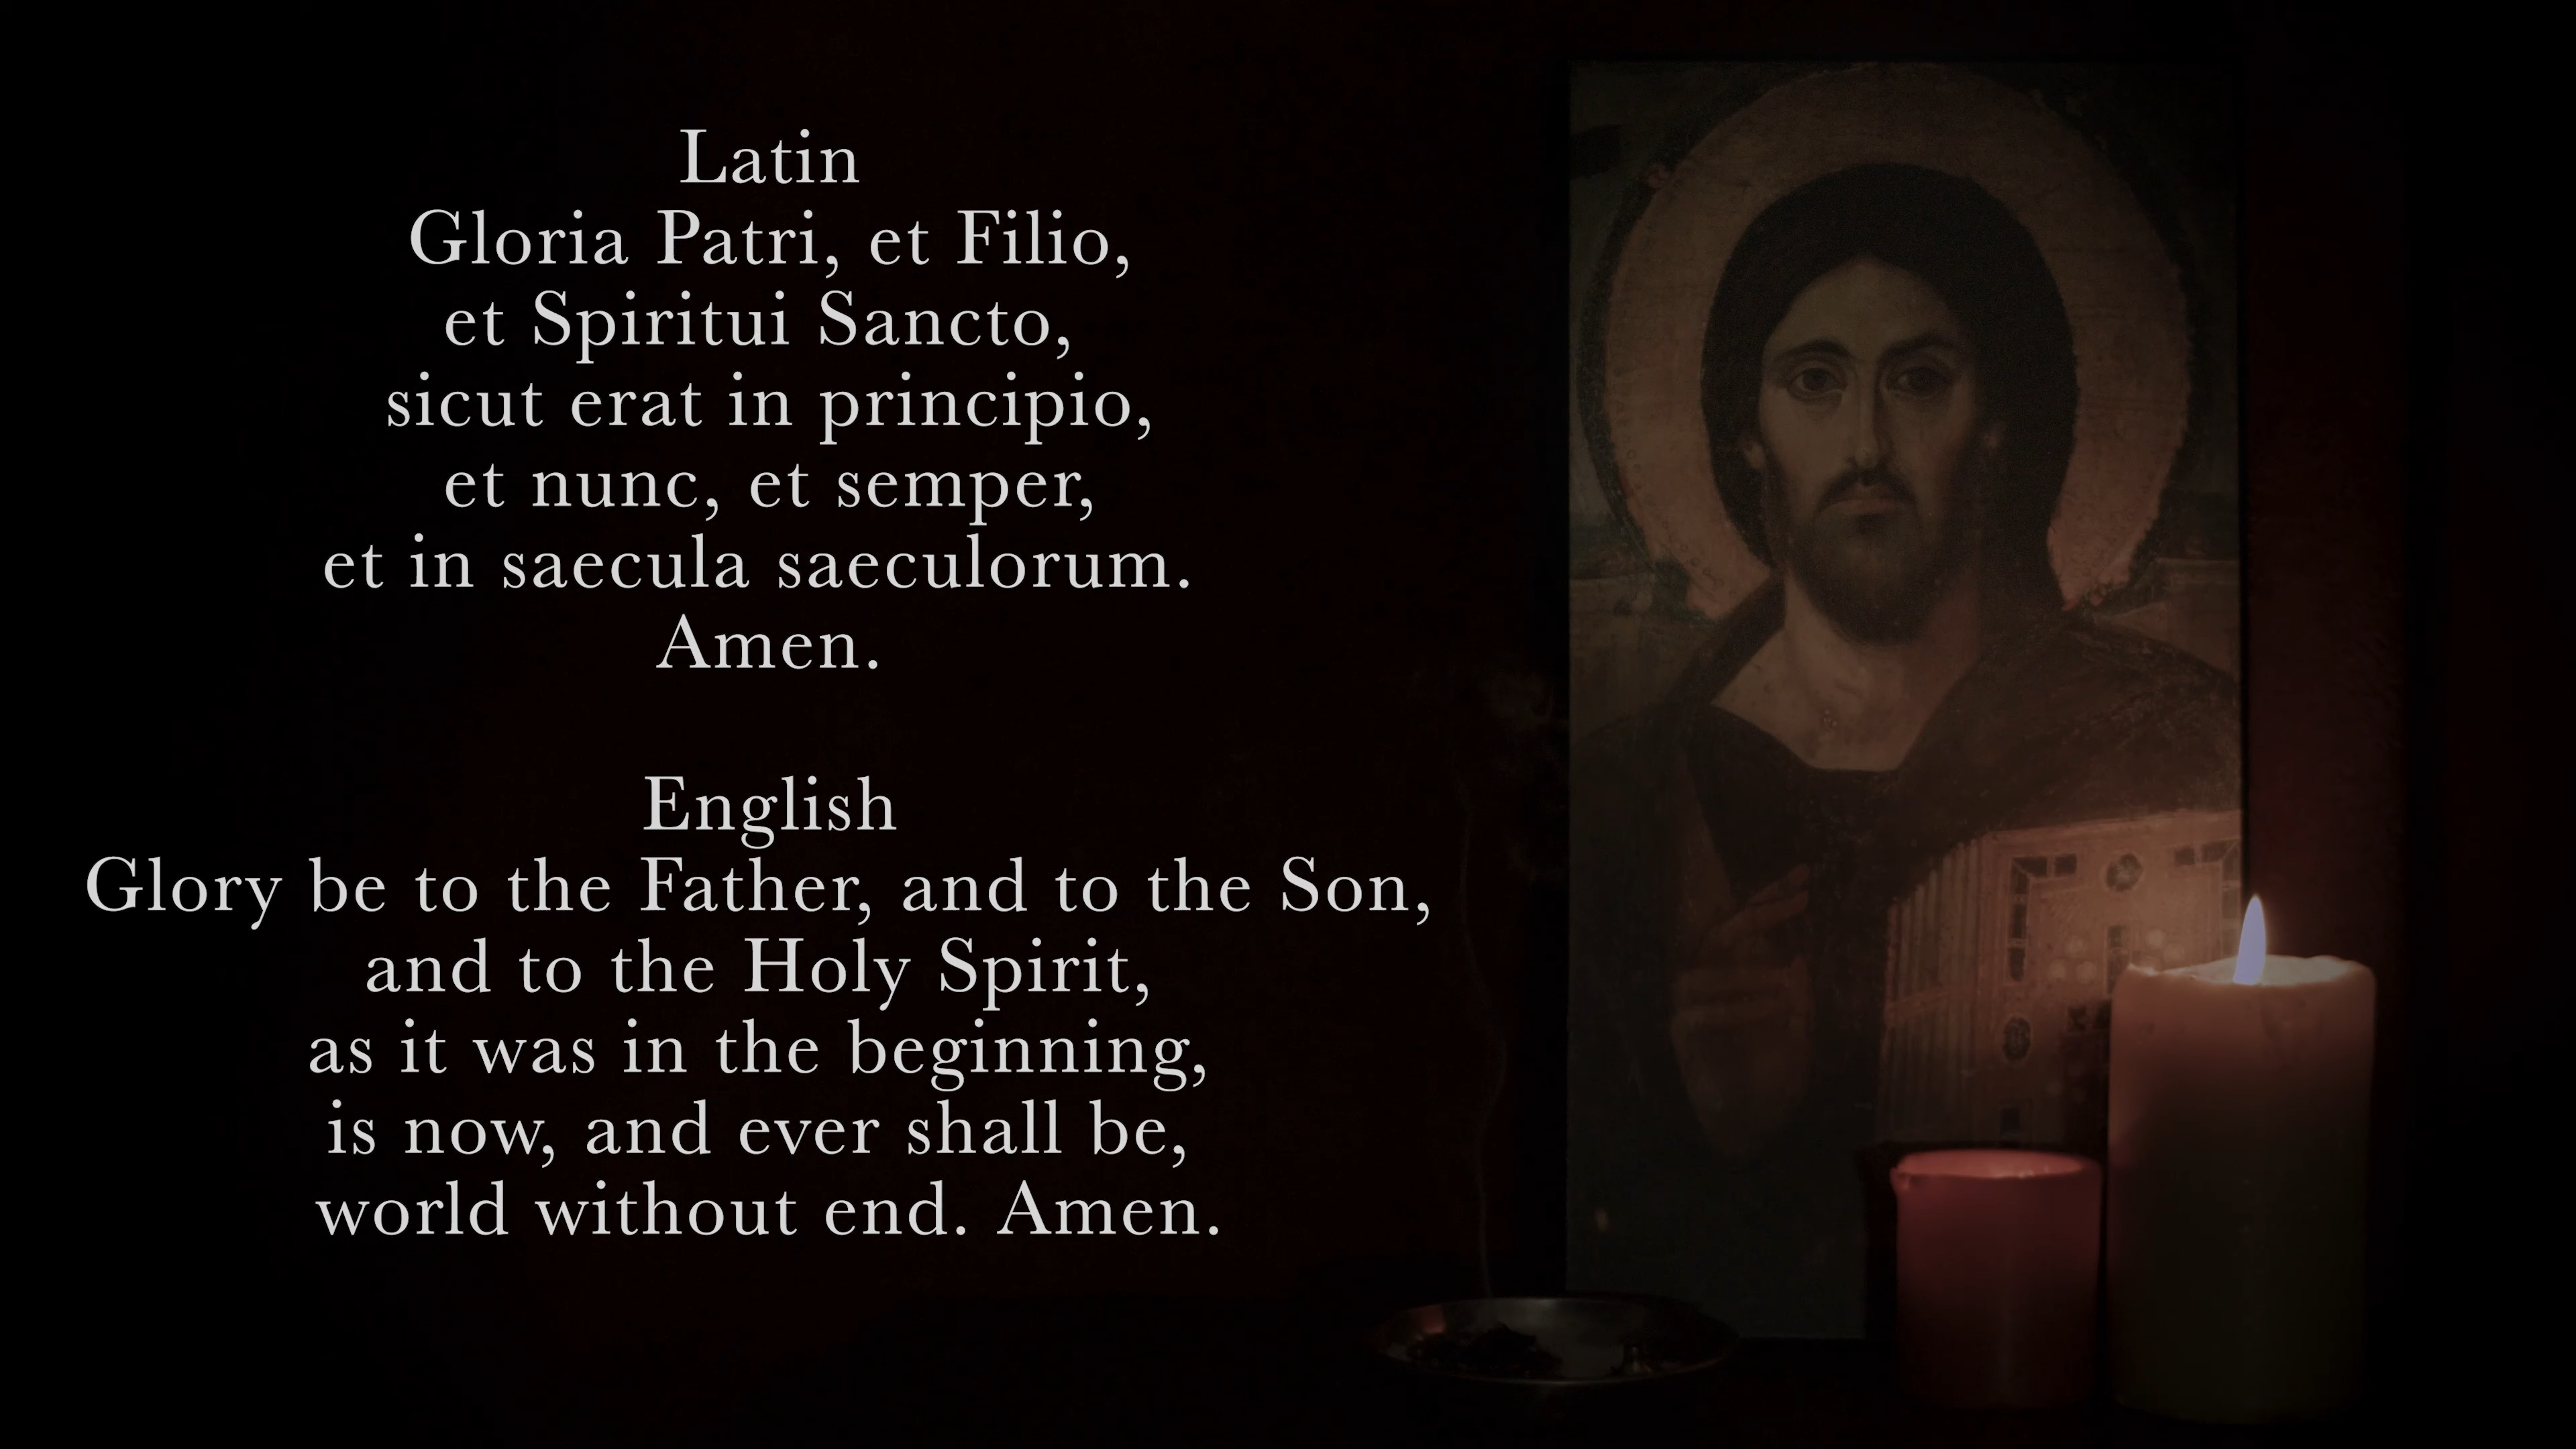 Latin
Gloria Patri, et Filio,
et Spiritui Sancto,
sicut erat in principio,
et nunc, et semper,
et in saecula saeculorum.
Amen.
English
Glory be to the Father, and to the Son,
and to the Holy Spirit,
as it was in the beginning,
is now, and ever shall be,
world without end. Amen.